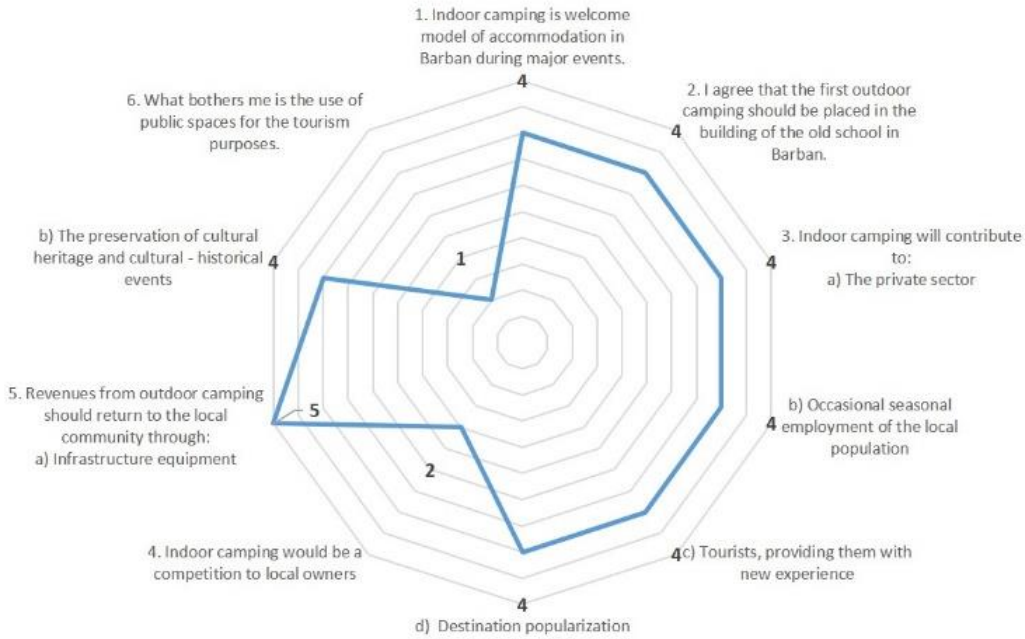 1. Indoor camping is welcome
model of accommodation in
Barban during major events.
4
2. I agree that the first outdoor
camping should be placed in the
building of the old school in
Barban.
4
3. Indoor camping will contribute
to:
a) The private sector
4
b) Occasional seasonal
employment of the local
population
4
c) Tourists, providing them with
new experience
4
d) Destination popularization
4
4. Indoor camping would be a
competition to local owners
2
5. Revenues from outdoor camping
should return to the local
community through:
a) Infrastructure equipment
5
b) The preservation of cultural
heritage and cultural - historical
events
4
6. What bothers me is the use of
public spaces for the tourism
purposes.
1